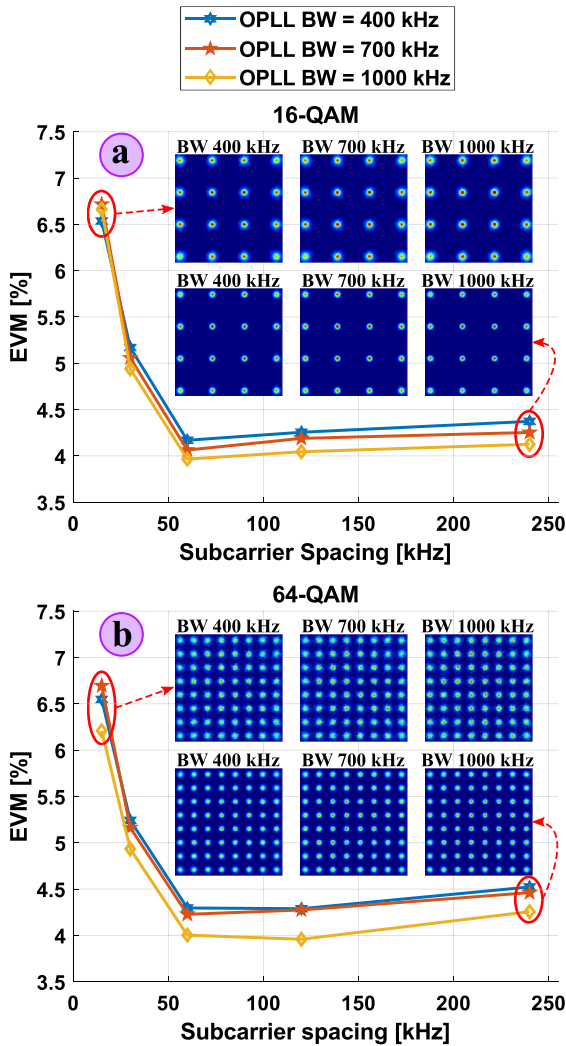 OPLL BW = 400 kHz
OPLL BW = 700 kHz
OPLL BW = 1000 kHz
16-QAM
a
BW 400 kHz BW 700 kHz BW 1000 kHz
BW 400 kHz BW 700 kHz BW 1000 kHz
7.5
7
6.5
6
5.5
5
4.5
4
3.5
EVM [%]
0 50 100 150 200 250
Subcarrier Spacing [kHz]
64-QAM
b
BW 400 kHz BW 700 kHz BW 1000 kHz
BW 400 kHz BW 700 kHz BW 1000 kHz
7.5
7
6.5
6
5.5
5
4.5
4
3.5
EVM [%]
0 50 100 150 200 250
Subcarrier spacing [kHz]